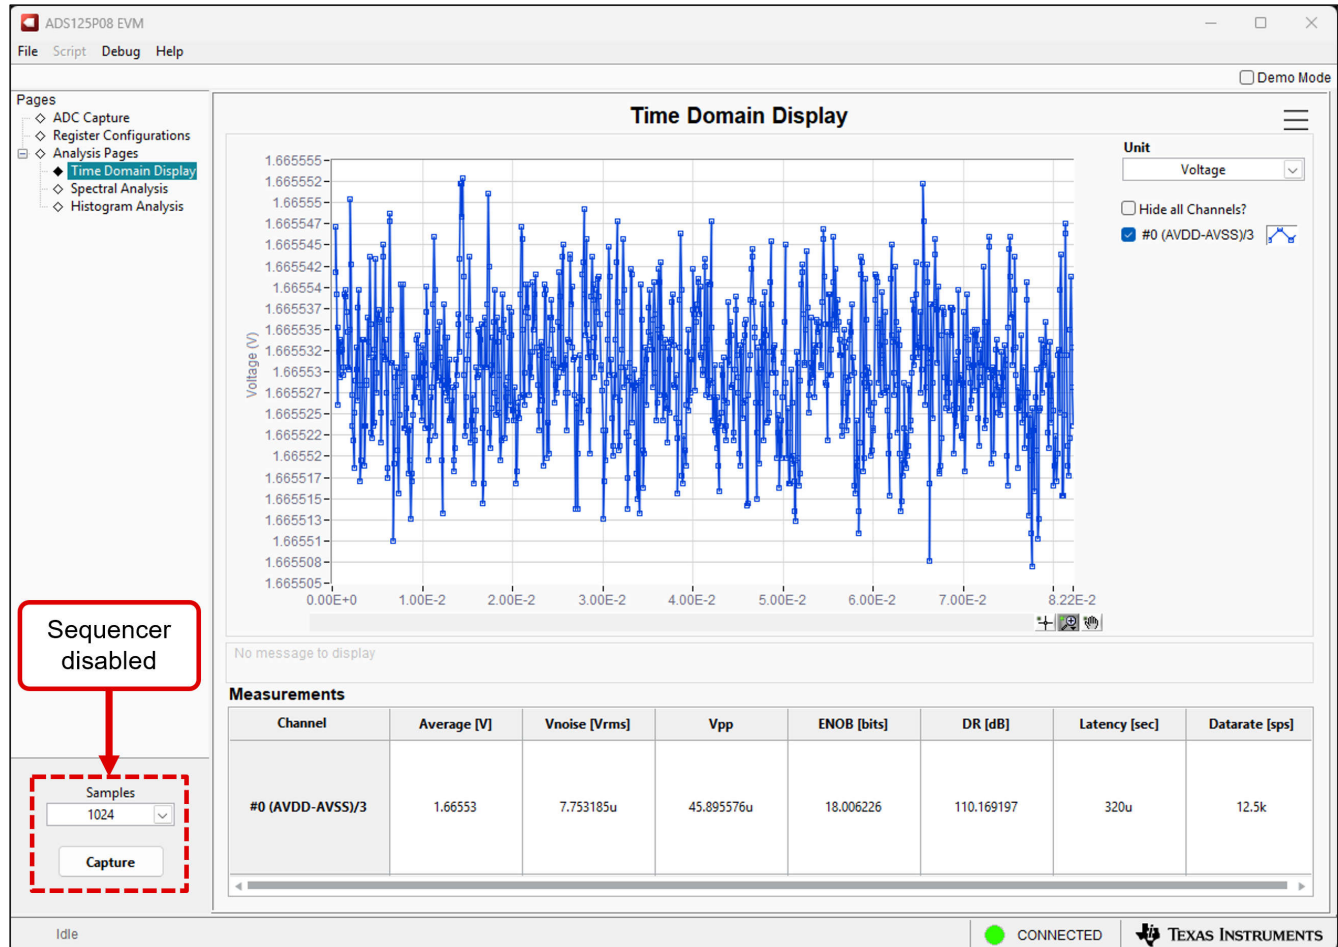 ADS125P08 EVM
File Script Debug Help
Demo Mode
Pages
ADC Capture
Register Configurations
Analysis Pages
Time Domain Display
Spectral Analysis
Histogram Analysis
Time Domain Display
Unit
Voltage
Hide all Channels?
#0 (AVDD-AVSS)/3
Voltage (V)
1.665555
1.665552
1.66555
1.665547
1.665545
1.665542
1.66554
1.665537
1.665535
1.665532
1.66553
1.665527
1.665525
1.665522
1.66552
1.665517
1.665515
1.665513
1.66551
1.665508
1.665505
0.00E+0 1.00E-2 2.00E-2 3.00E-2 4.00E-2 5.00E-2 6.00E-2 7.00E-2 8.22E-2
No message to display
Sequencer
disabled
Measurements
Channel Average [V] Vnoise [Vrms] Vpp ENOB [bits] DR [dB] Latency [sec] Datarate [sps]
#0 (AVDD-AVSS)/3 1.66553 7.753185u 45.895576u 18.006226 110.169197 320u 12.5k
Samples
1024
Capture
Idle
CONNECTED
TEXAS INSTRUMENTS